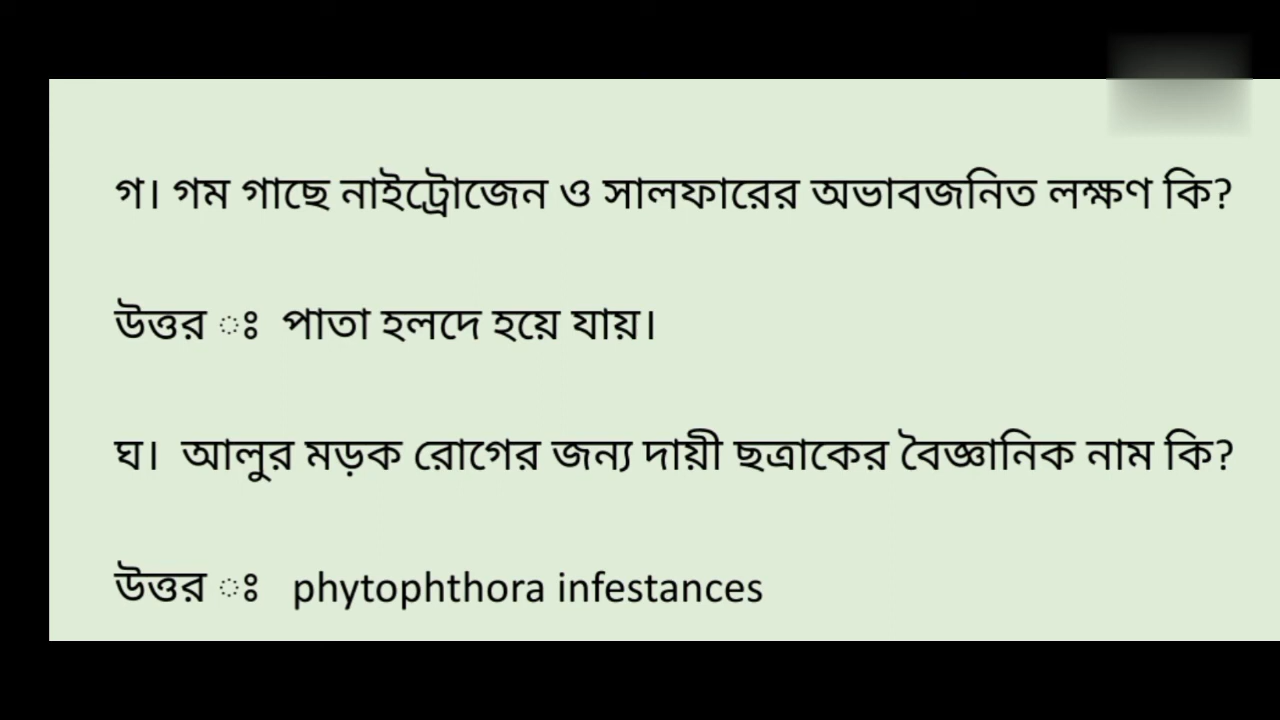 গ। গম গাছে নাইট্রোজেন ও সালফারের অভাবজনিত লক্ষণ কি?
উত্তর ঃ পাতা হলদে হয়ে যায়।
ঘ। আলুর মড়ক রোগের জন্য দায়ী ছত্রাকের বৈজ্ঞানিক নাম কি?
উত্তর ঃ phytophthora infestances